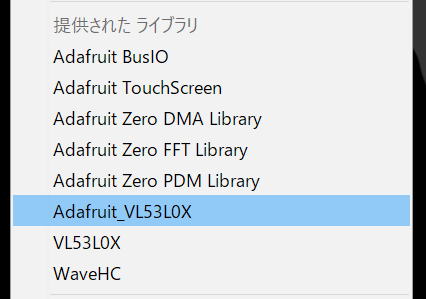 提供された ライブラリ
Adafruit BusIO
Adafruit TouchScreen
Adafruit Zero DMA Library
Adafruit Zero FFT Library
Adafruit Zero PDM Library
Adafruit_VL53L0X
VL53L0X
WaveHC